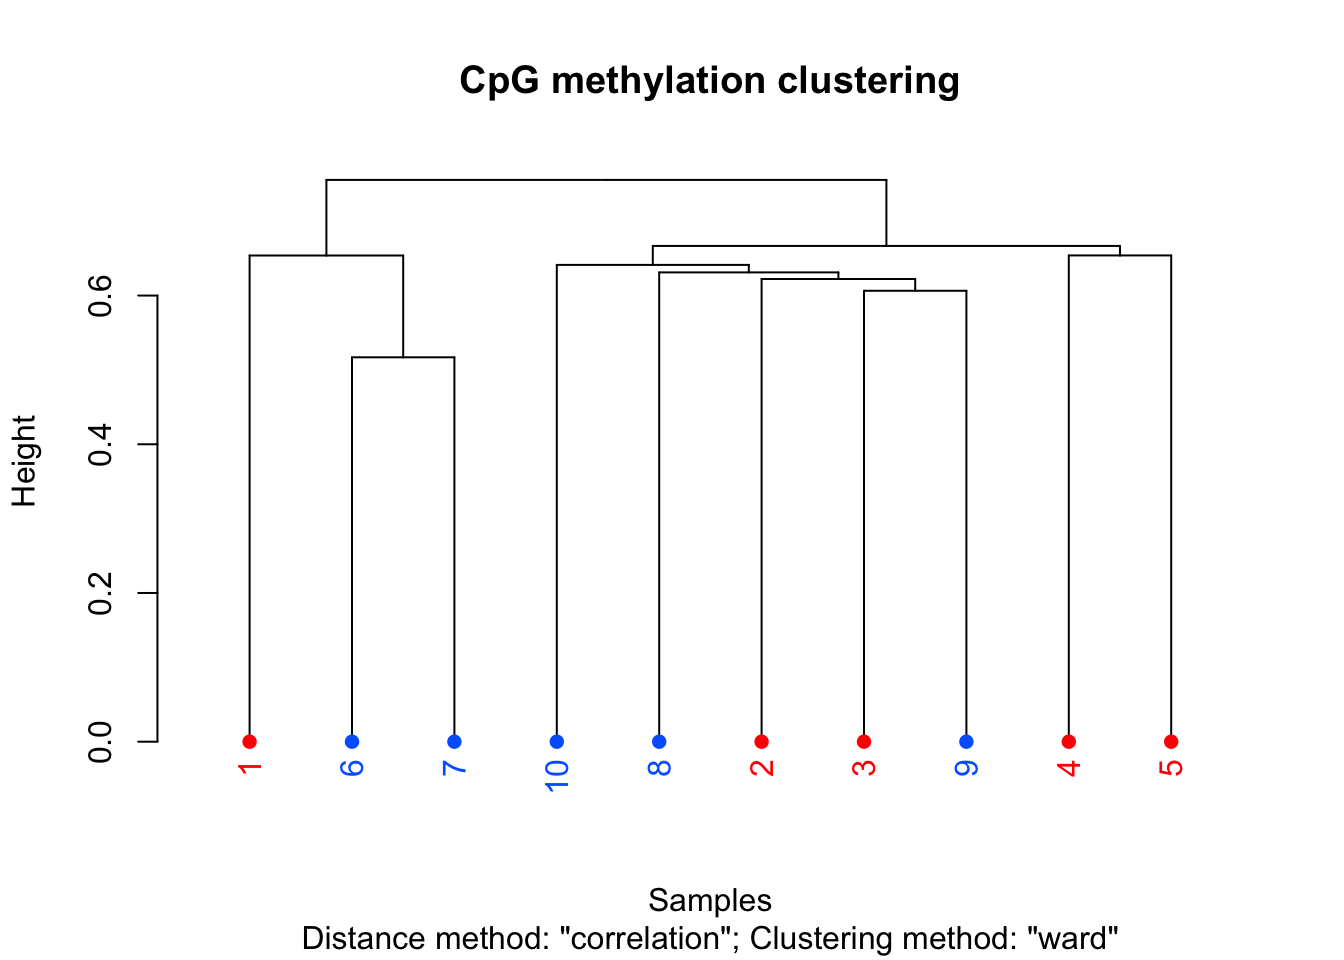 CpG methylation clustering
Height
0.6
0.4
0.2
0.0
1 6 7 10 8 2 3 9 4 5
Samples
Distance method: "correlation"; Clustering method: "ward"